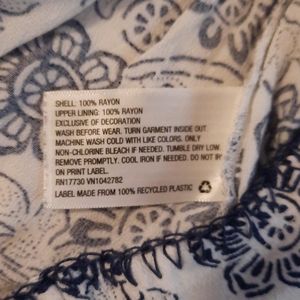 SHELL: 100% RAYON
UPPER LINING: 100% RAYON
EXCLUSIVE OF DECORATION
WASH BEFORE WEAR. TURN GARMENT INSIDE OUT.
MACHINE WASH COLD WITH LIKE COLORS. ONLY
NON-CHLORINE BLEACH IF NEEDED. TUMBLE DRY LOW.
REMOVE PROMPTLY. COOL IRON IF NEEDED. DO NOT IR
ON PRINT LABEL.
RN17730 VN1042782
LABEL MADE FROM 100% RECYCLED PLASTIC